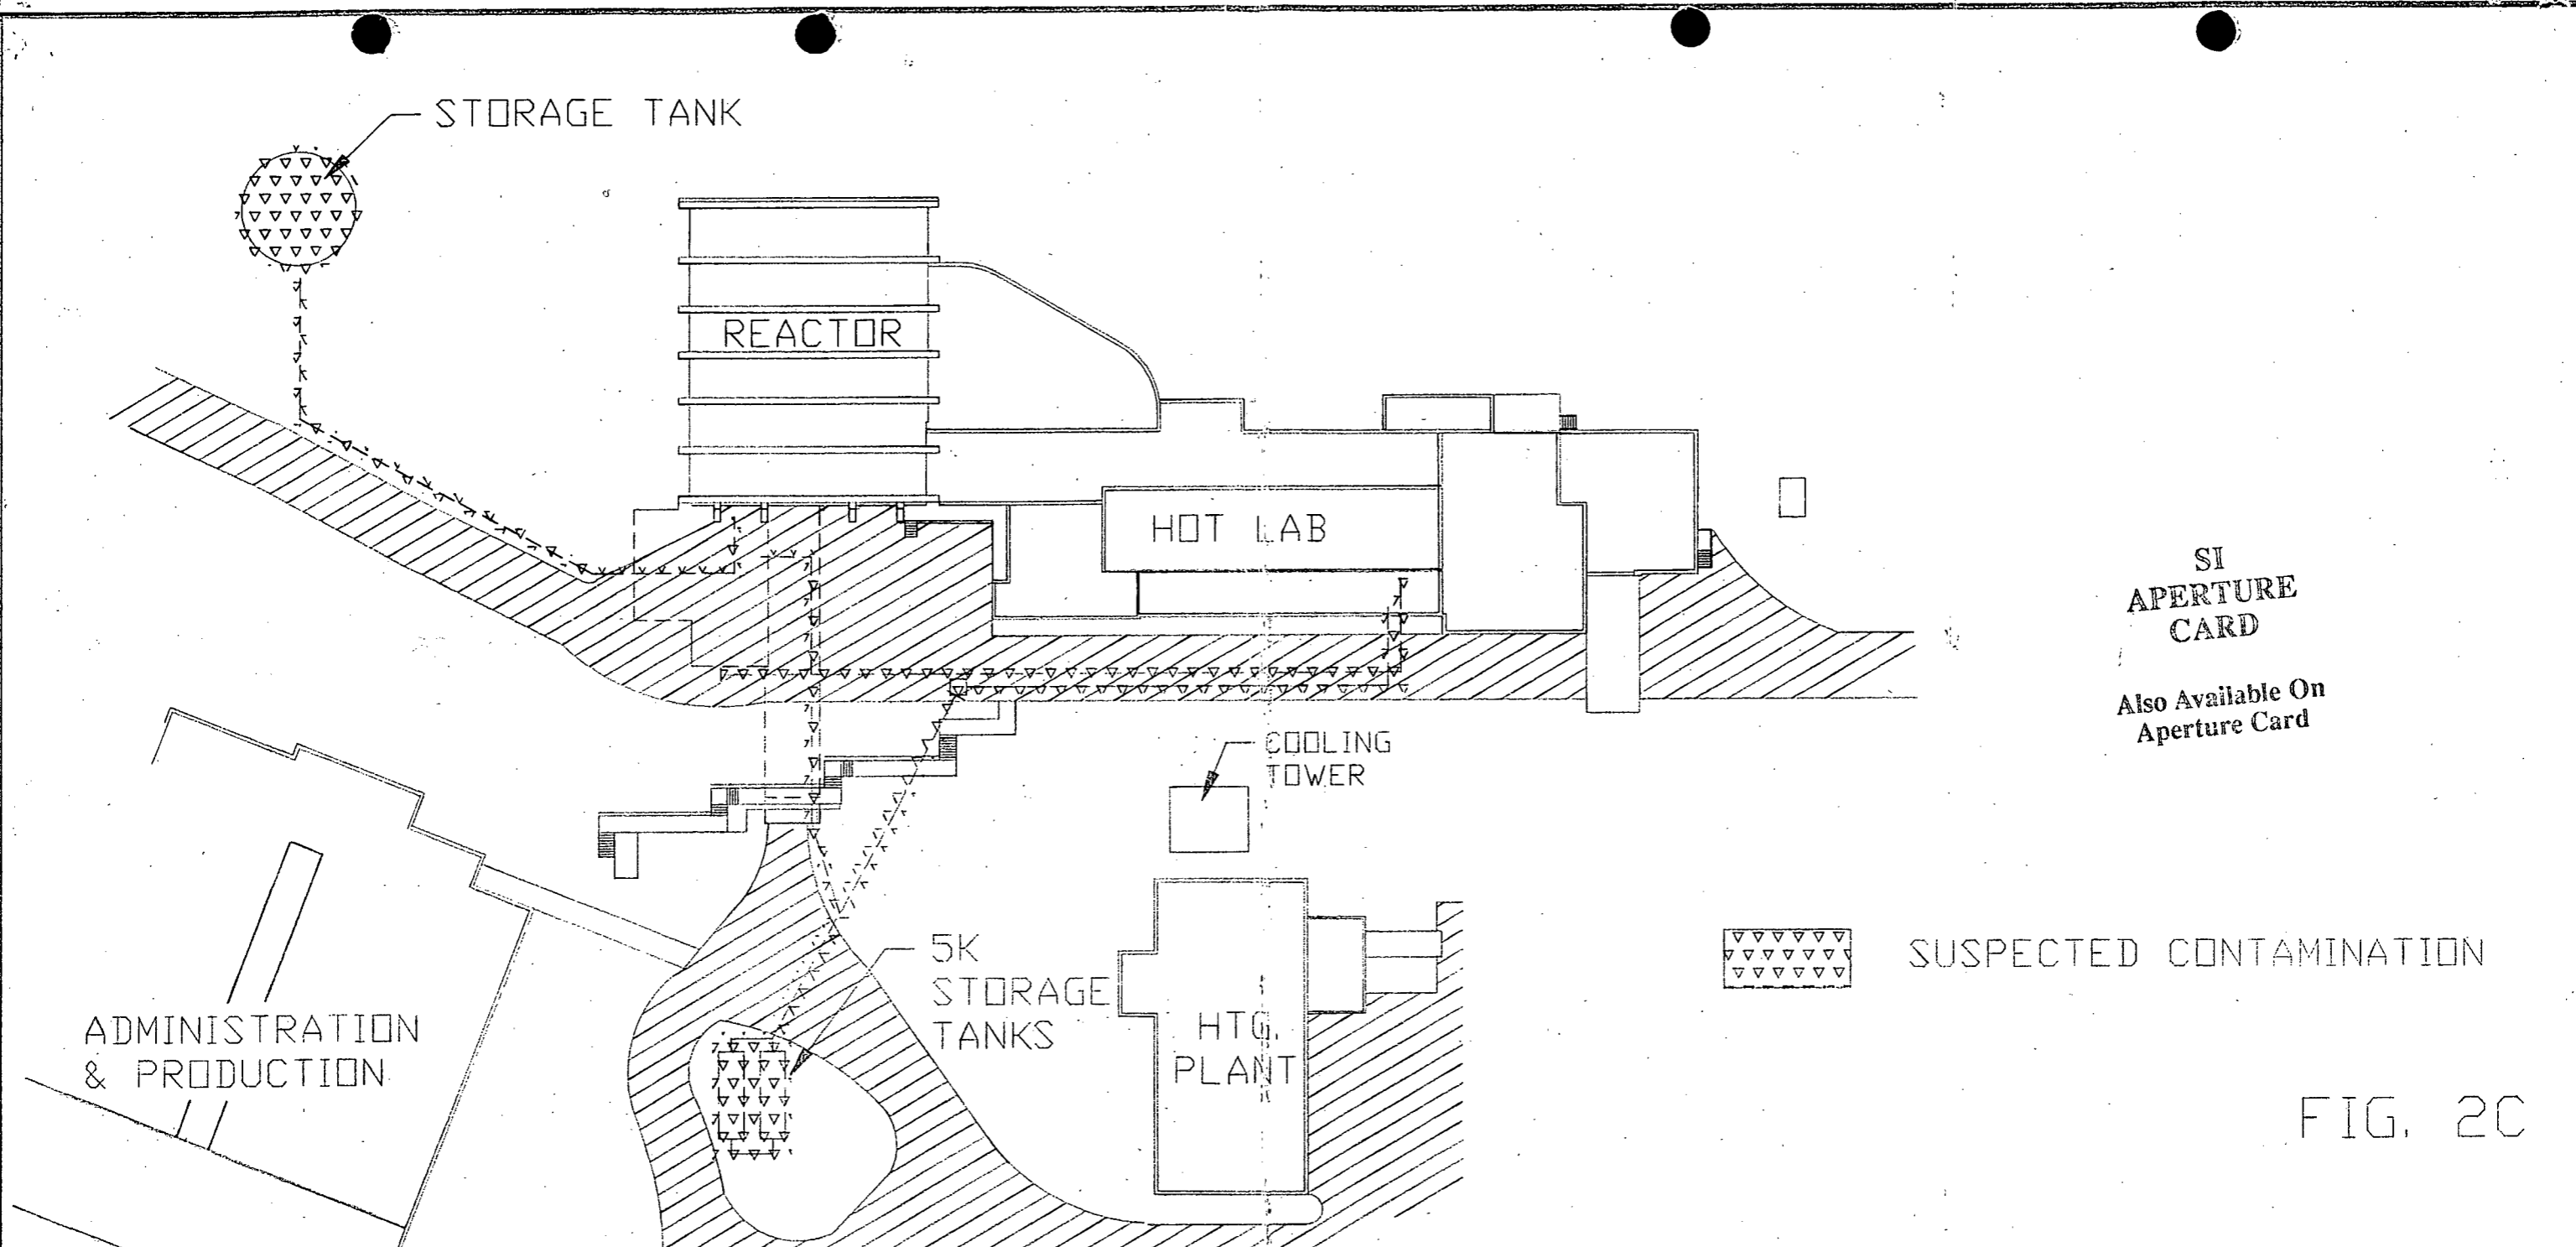 STORAGE TANK
REACTOR
HOT LAB
SI
APERTURE
CARD
Also Available On
Aperture Card
COOLING
TOWER
5K
STORAGE
TANKS
SUSPECTED CONTAMINATION
ADMINISTRATION
& PRODUCTION
HTG.
PLANT
FIG. 2C